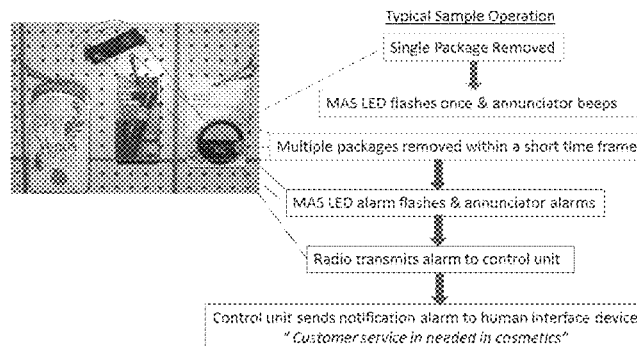 Typical Sample Operation
Single Package Removed
MAS LED flashes once & annunciator beeps
Multiple packages removed within a short time frame
MAS LED alarm flashes & annunciator alarms
Radio transmits alarm to control unit
Control unit sends notification alarm to human interface device
" Customer service in needed in cosmetics"